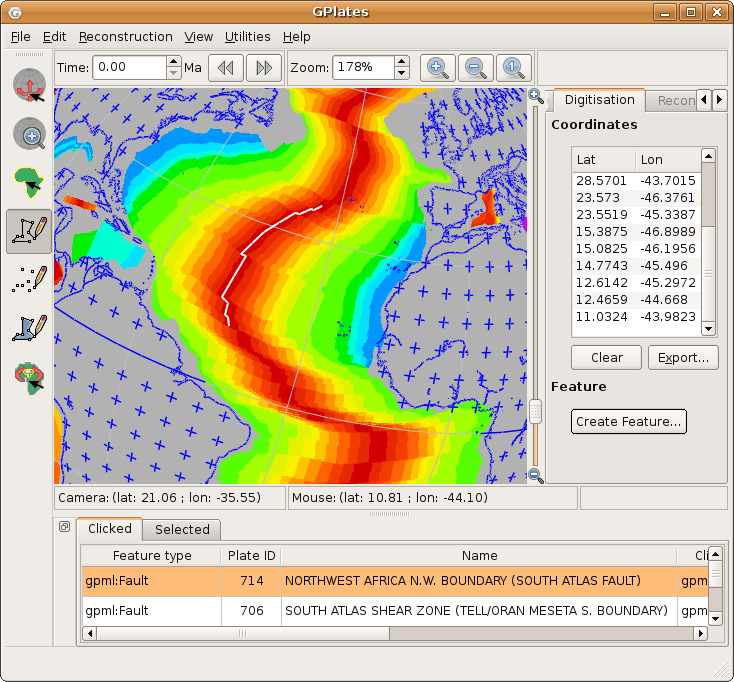 GPlates
File Edit Reconstruction View Utilities Help
Time: 0.00 Ma Zoom: 178% 1
Digitisation Recon
Coordinates
Lat Lon
28.5701 -43.7015
23.573 -46.3761
23.5519 -45.3387
15.3875 -46.8989
15.0825 -46.1956
14.7743 -45.496
12.6142 -45.2972
12.4659 -44.668
11.0324 -43.9823
Clear Export...
Feature
Create Feature...
Camera: (lat: 21.06 ; lon: -35.55) Mouse: (lat: 10.81 ; lon: -44.10)
Clicked Selected
Feature type Plate ID Name Cli
gpml:Fault 714 NORTHWEST AFRICA N.W. BOUNDARY (SOUTH ATLAS FAULT) gpm
gpml:Fault 706 SOUTH ATLAS SHEAR ZONE (TELL/ORAN MESETA S. BOUNDARY) gpm